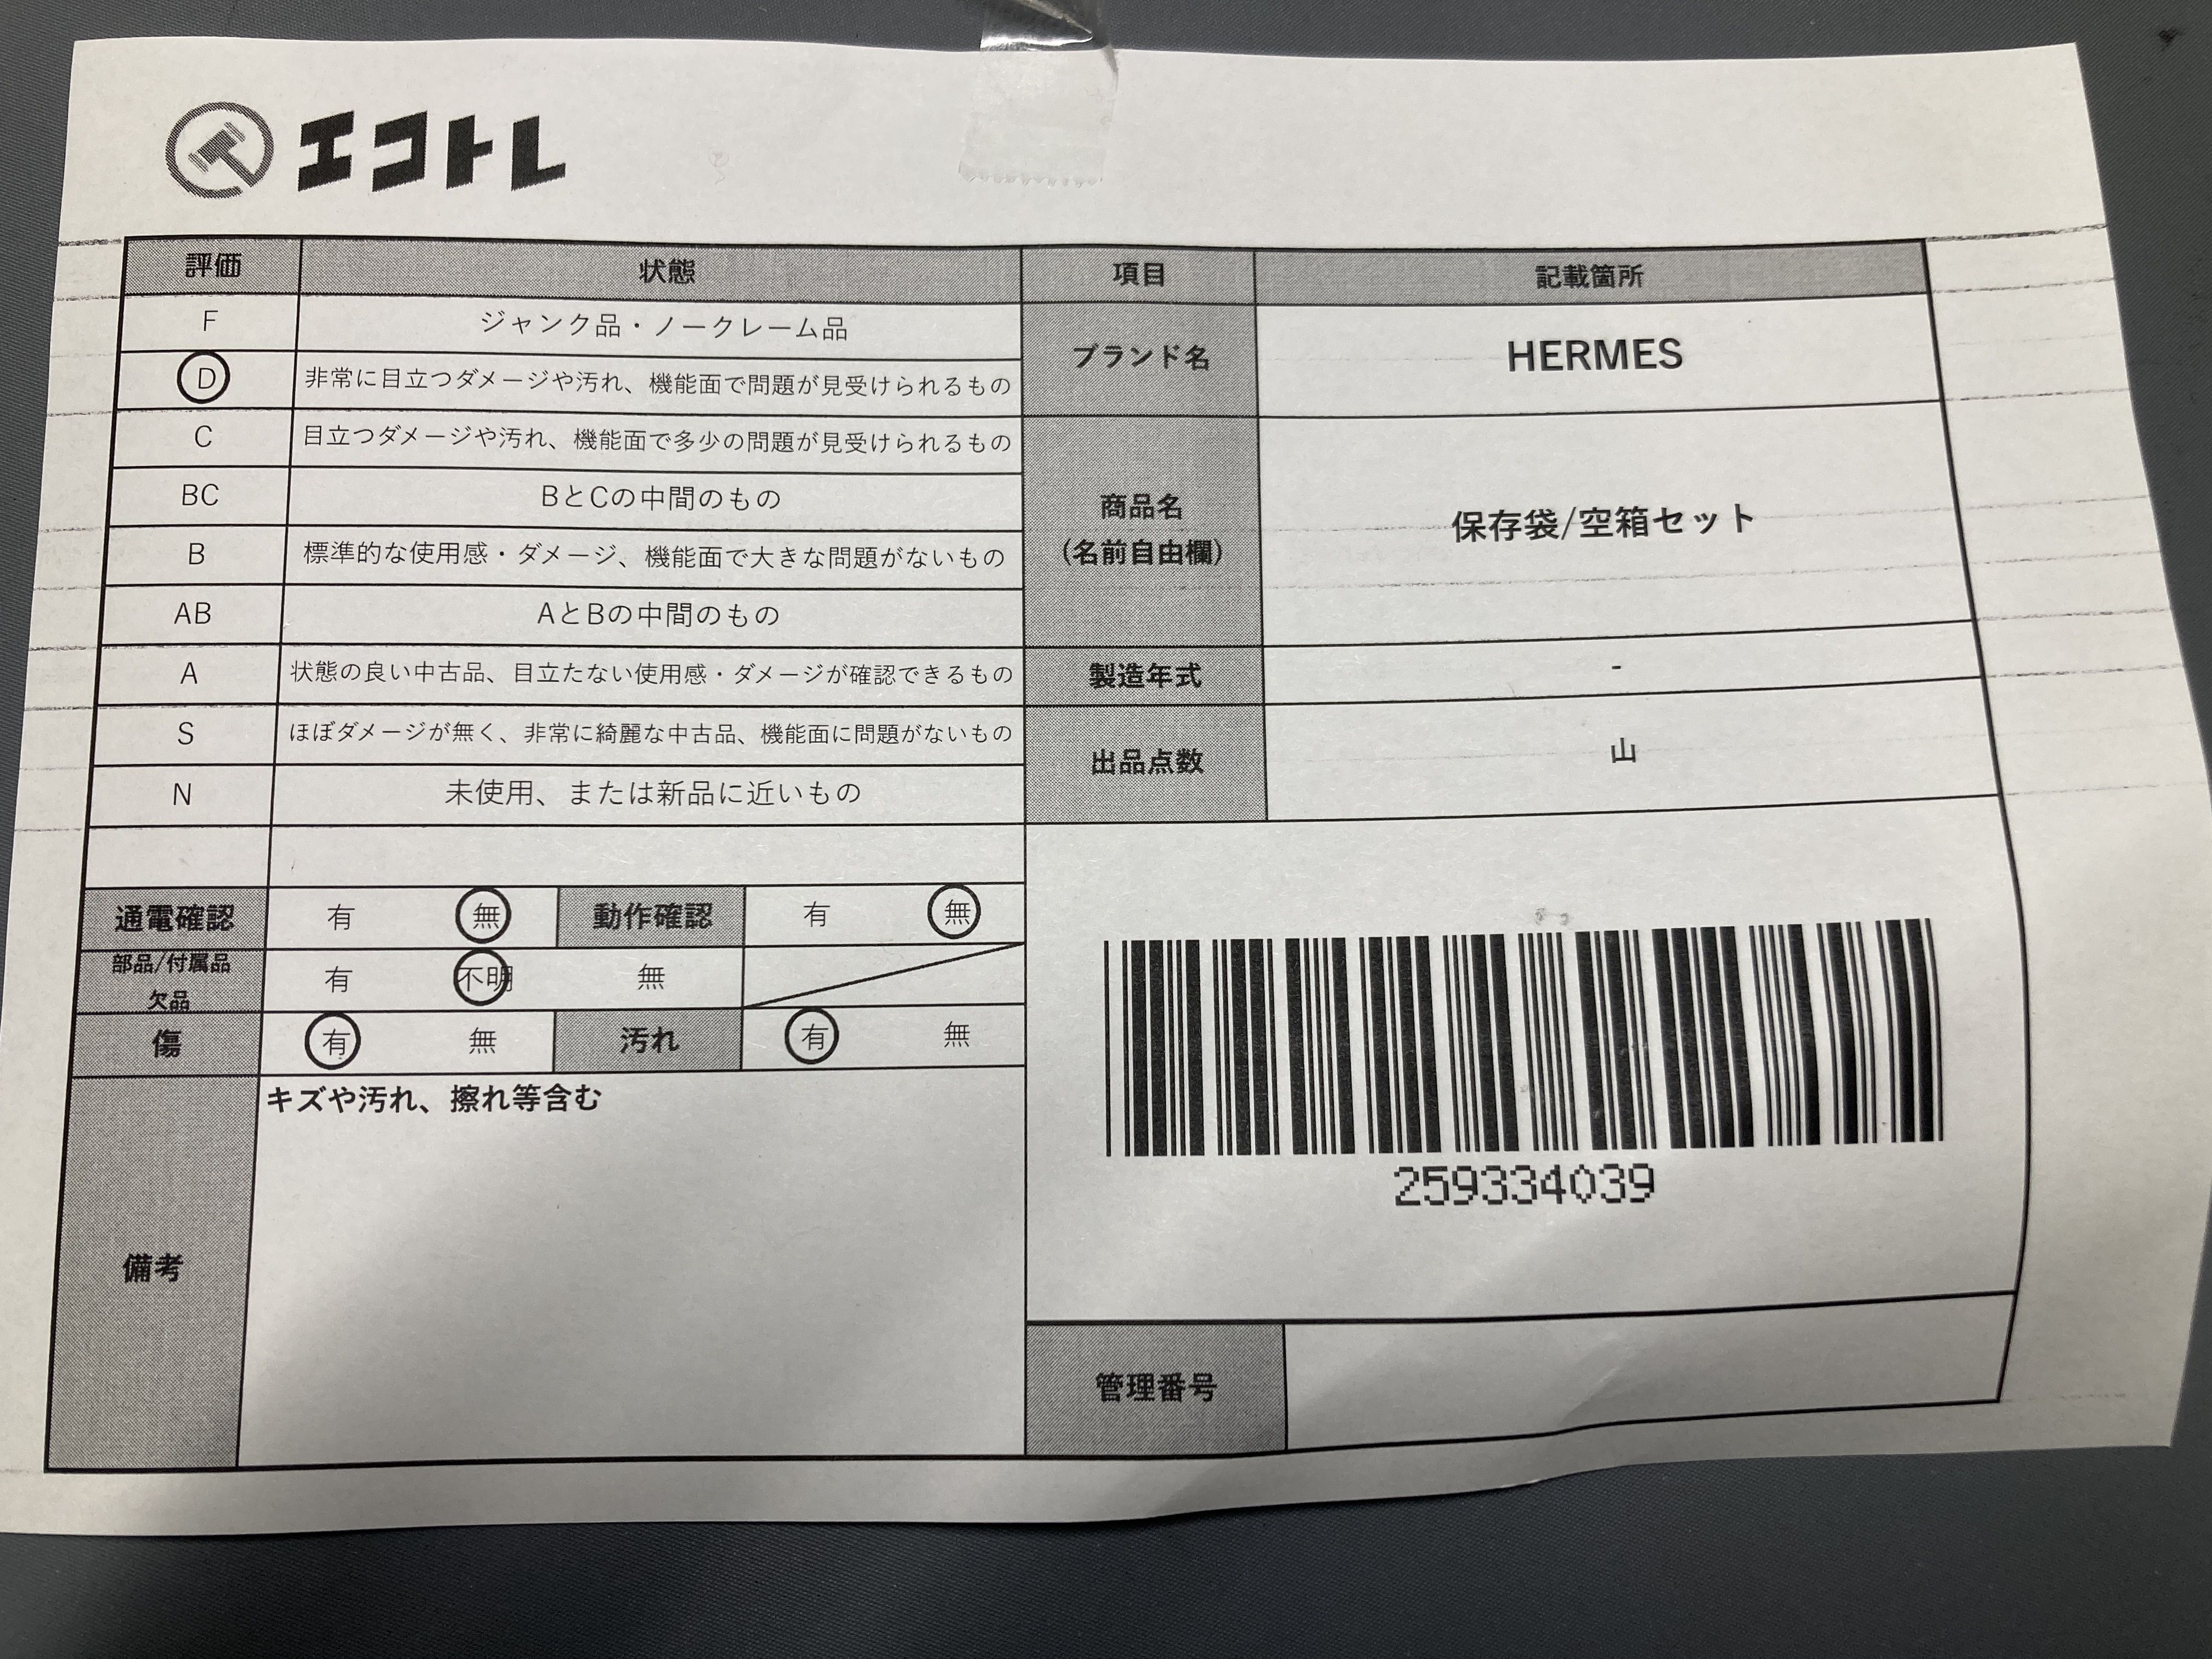 エコトレ
評価 状態 項目 記載箇所
F ジャンク品・ノークレーム品
D 非常に目立つダメージや汚れ、機能面で問題が見受けられるもの
ブランド名 HERMES
C 目立つダメージや汚れ、機能面で多少の問題が見受けられるもの
BC BとCの中間のもの
B 標準的な使用感・ダメージ、機能面で大きな問題がないもの
商品名
(名前自由欄)
保存袋/空箱セット
AB AとBの中間のもの
A 状態の良い中古品、目立たない使用感・ダメージが確認できるもの
製造年式 -
S ほぼダメージが無く、非常に綺麗な中古品、機能面に問題がないもの
出品点数 山
N 未使用、または新品に近いもの
通電確認 有 無 動作確認 有 無
部品/付属品
欠品
有 不明 無
傷 有 無 汚れ 有 無
備考
キズや汚れ、擦れ等含む
259334039
管理番号